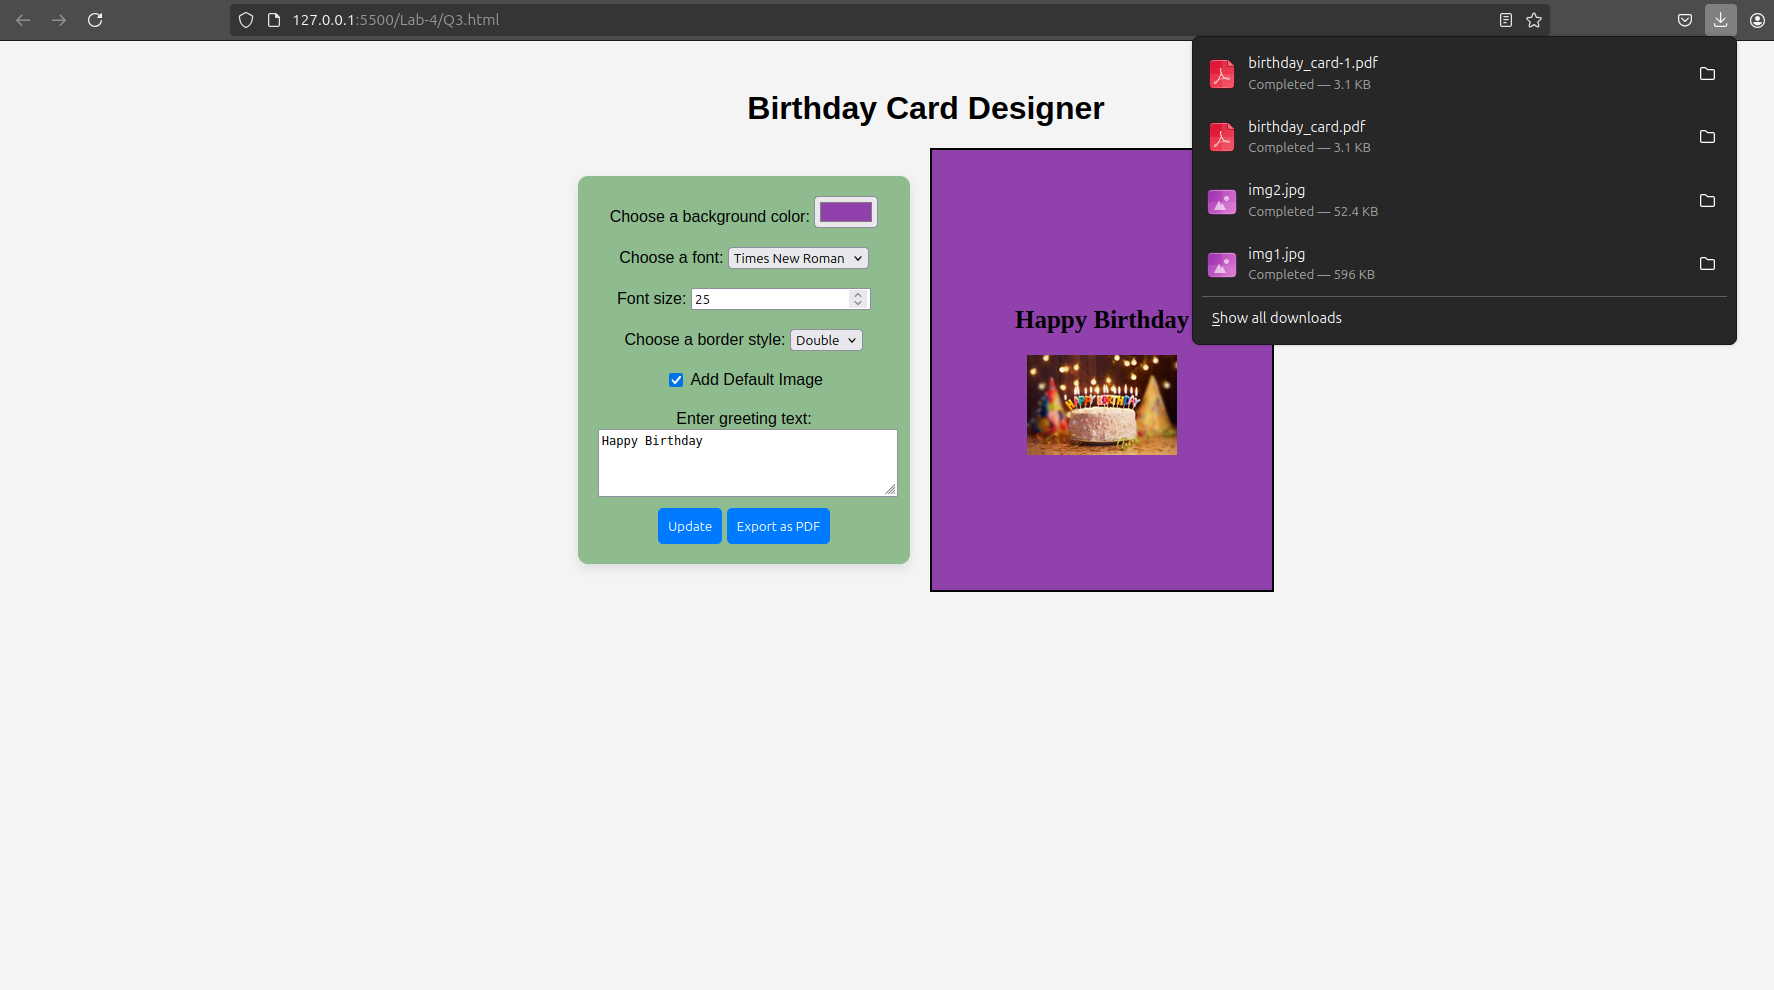 127.0.0.1:5500/Lab-4/Q3.html
birthday_card-1.pdf
Completed — 3.1 KB
birthday_card.pdf
Completed — 3.1 KB
img2.jpg
Completed — 52.4 KB
img1.jpg
Completed — 596 KB
Show all downloads
Birthday Card Designer
Choose a background color:
Choose a font: Times New Roman
Font size: 25
Choose a border style: Double
Add Default Image
Enter greeting text:
Happy Birthday
Update Export as PDF
Happy Birthday
HAPPY BIRTHDAY